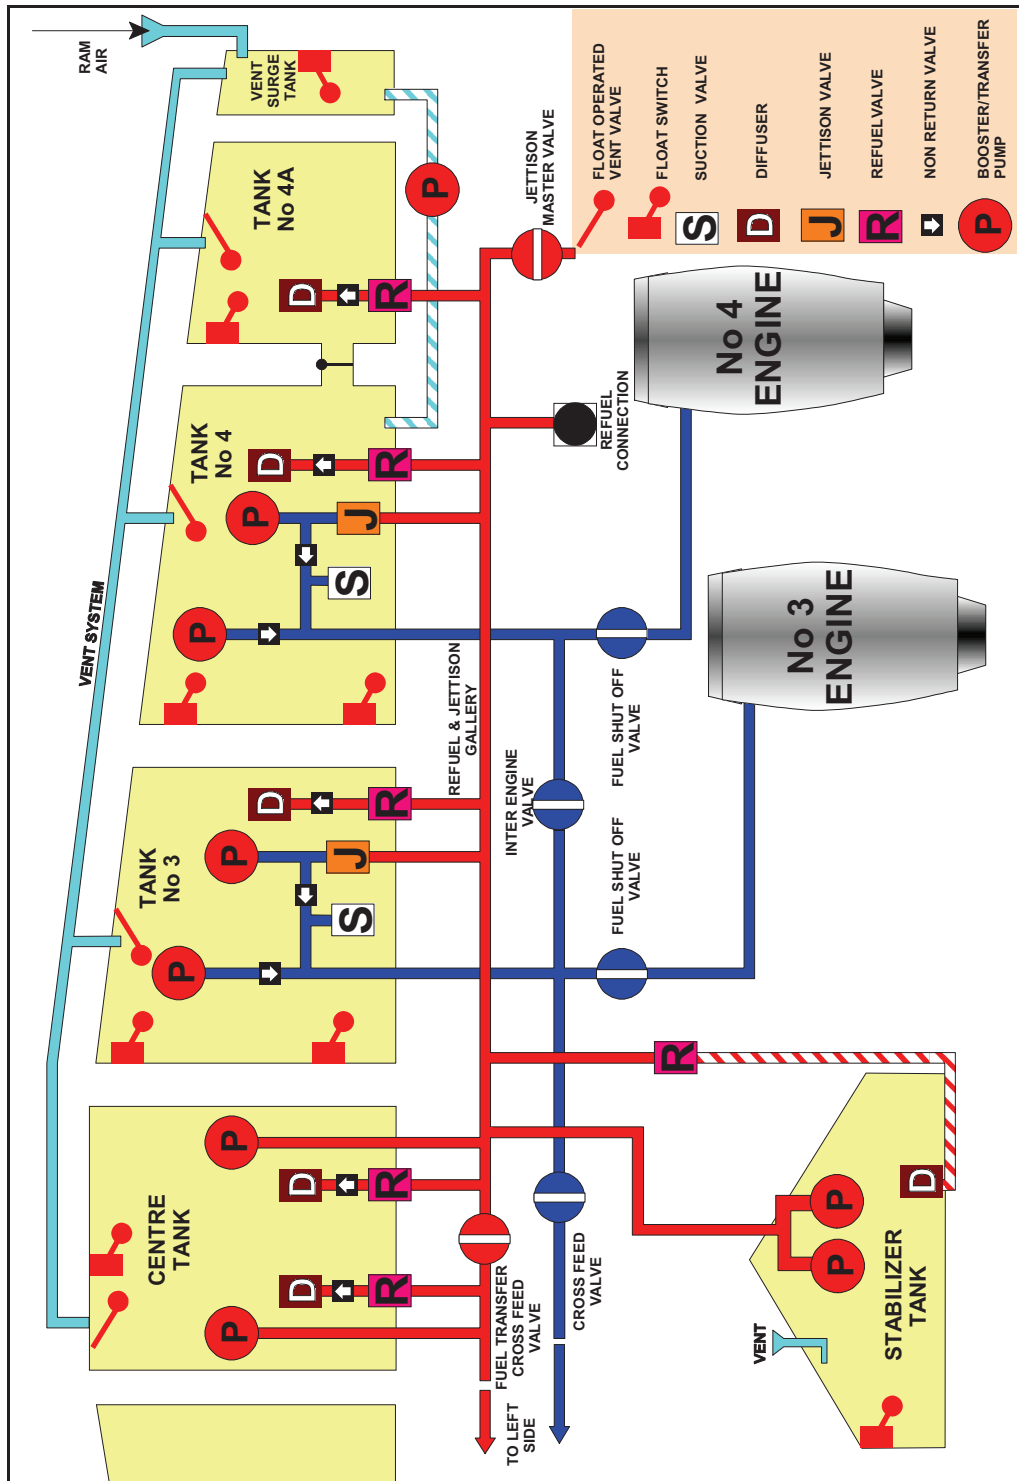 VENT SYSTEM
RAM
AIR
VENT
SURGE
TANK
CENTRE
TANK
TANK
No 3
TANK
No 4
TANK
No 4A
P
P
P
P
P
P
D
D
D
D
D
S
J
S
J
R
R
R
R
R
P
REFUEL & JETTISON
GALLERY
JETTISON
MASTER VALVE
FUEL TRANSFER
CROSS FEED
VALVE
TO LEFT
SIDE
INTER ENGINE
VALVE
CROSS FEED
VALVE
FUEL SHUT OFF
VALVE
FUEL SHUT OFF
VALVE
REFUEL
CONNECTION
R
No 4
ENGINE
No 3
ENGINE
VENT
P
P
D
STABILIZER
TANK
FLOAT OPERATED
VENT VALVE
FLOAT SWITCH
S SUCTION VALVE
D DIFFUSER
J JETTISON VALVE
R REFUEL VALVE
NON RETURN VALVE
P BOOSTER/TRANSFER
PUMP